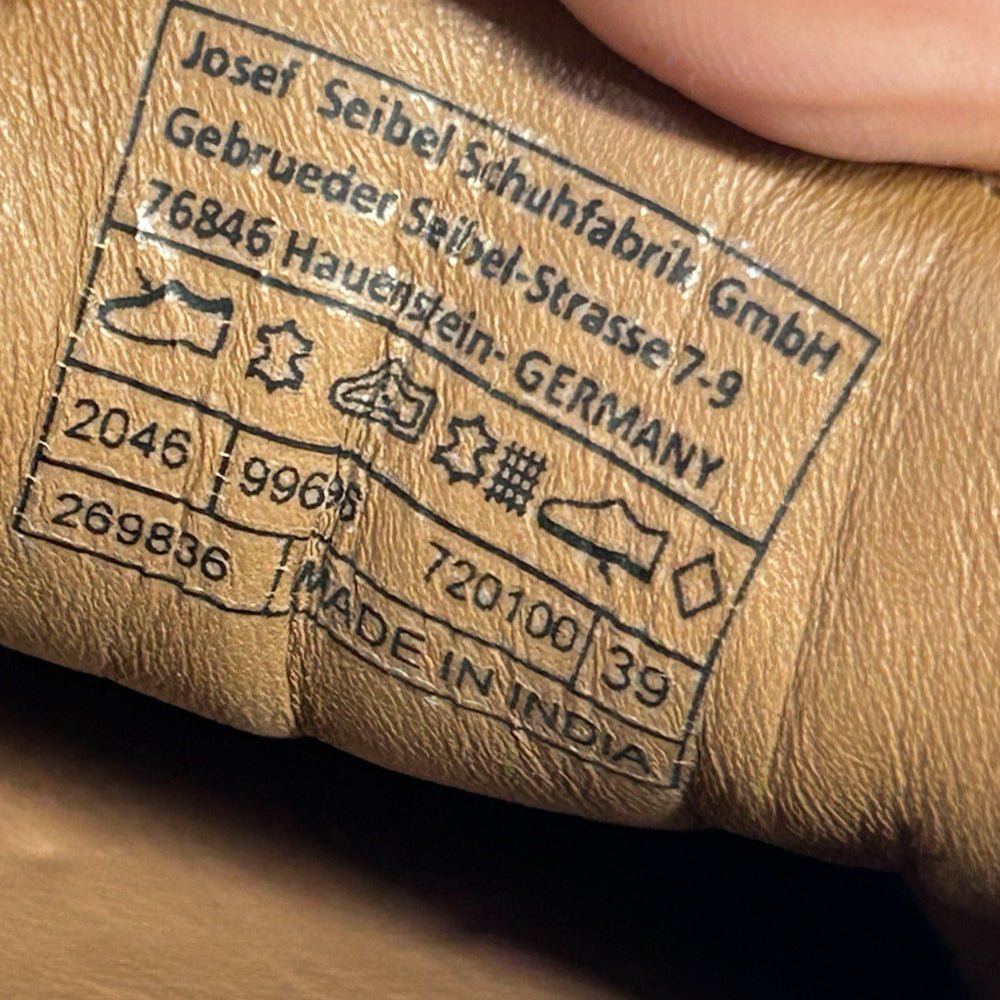 Josef Seibel Schuhfabrik GmbH
Gebrueder Seibel-Strasse 7-9
76846 Hauenstein- GERMANY
2046 720100 39
269836 MADE IN INDIA